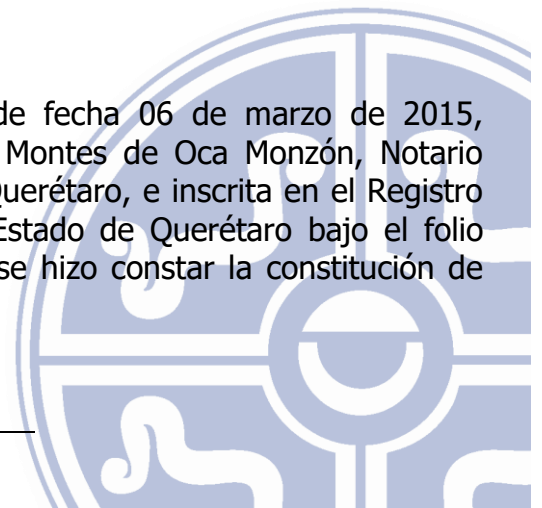 de fecha 06 de marzo de 2015,
Montes de Oca Monzón, Notario
Querétaro, e inscrita en el Registro
Estado de Querétaro bajo el folio
se hizo constar la constitución de